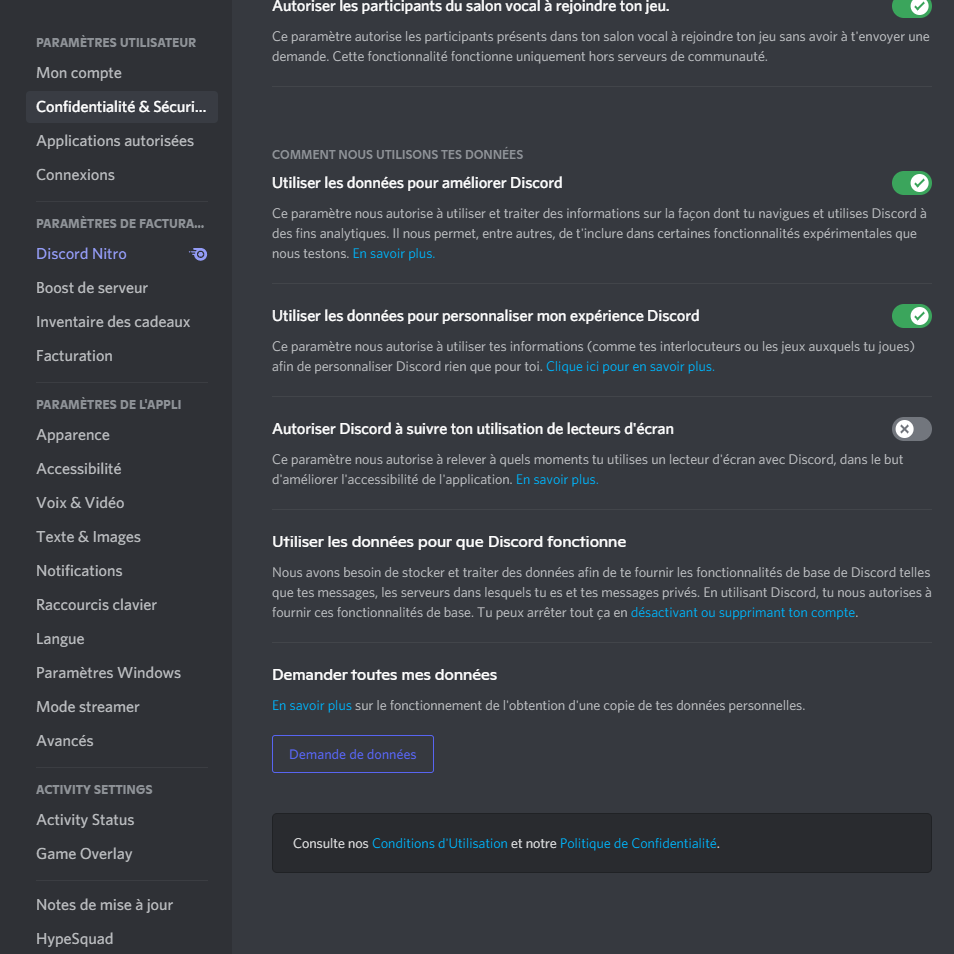 PARAMÈTRES UTILISATEUR
Mon compte
Confidentialité & Sécuri...
Applications autorisées
Connexions
PARAMÈTRES DE FACTURA...
Discord Nitro
Boost de serveur
Inventaire des cadeaux
Facturation
PARAMÈTRES DE L'APPLI
Apparence
Accessibilité
Voix & Vidéo
Texte & Images
Notifications
Raccourcis clavier
Langue
Paramètres Windows
Mode streamer
Avancés
ACTIVITY SETTINGS
Activity Status
Game Overlay
Notes de mise à jour
HypeSquad
Autoriser les participants du salon vocal à rejoindre ton jeu.
Ce paramètre autorise les participants présents dans ton salon vocal à rejoindre ton jeu sans avoir à t'envoyer une
demande. Cette fonctionnalité fonctionne uniquement hors serveurs de communauté.
COMMENT NOUS UTILISONS TES DONNÉES
Utiliser les données pour améliorer Discord
Ce paramètre nous autorise à utiliser et traiter des informations sur la façon dont tu navigues et utilises Discord à
des fins analytiques. Il nous permet, entre autres, de t'inclure dans certaines fonctionnalités expérimentales que
nous testons. En savoir plus.
Utiliser les données pour personnaliser mon expérience Discord
Ce paramètre nous autorise à utiliser tes informations (comme tes interlocuteurs ou les jeux auxquels tu joues)
afin de personnaliser Discord rien que pour toi. Clique ici pour en savoir plus.
Autoriser Discord à suivre ton utilisation de lecteurs d'écran
Ce paramètre nous autorise à relever à quels moments tu utilises un lecteur d'écran avec Discord, dans le but
d'améliorer l'accessibilité de l'application. En savoir plus.
Utiliser les données pour que Discord fonctionne
Nous avons besoin de stocker et traiter des données afin de te fournir les fonctionnalités de base de Discord telles
que tes messages, les serveurs dans lesquels tu es et tes messages privés. En utilisant Discord, tu nous autorises à
fournir ces fonctionnalités de base. Tu peux arrêter tout ça en désactivant ou supprimant ton compte.
Demander toutes mes données
En savoir plus sur le fonctionnement de l'obtention d'une copie de tes données personnelles.
Demande de données
Consulte nos Conditions d'Utilisation et notre Politique de Confidentialité.